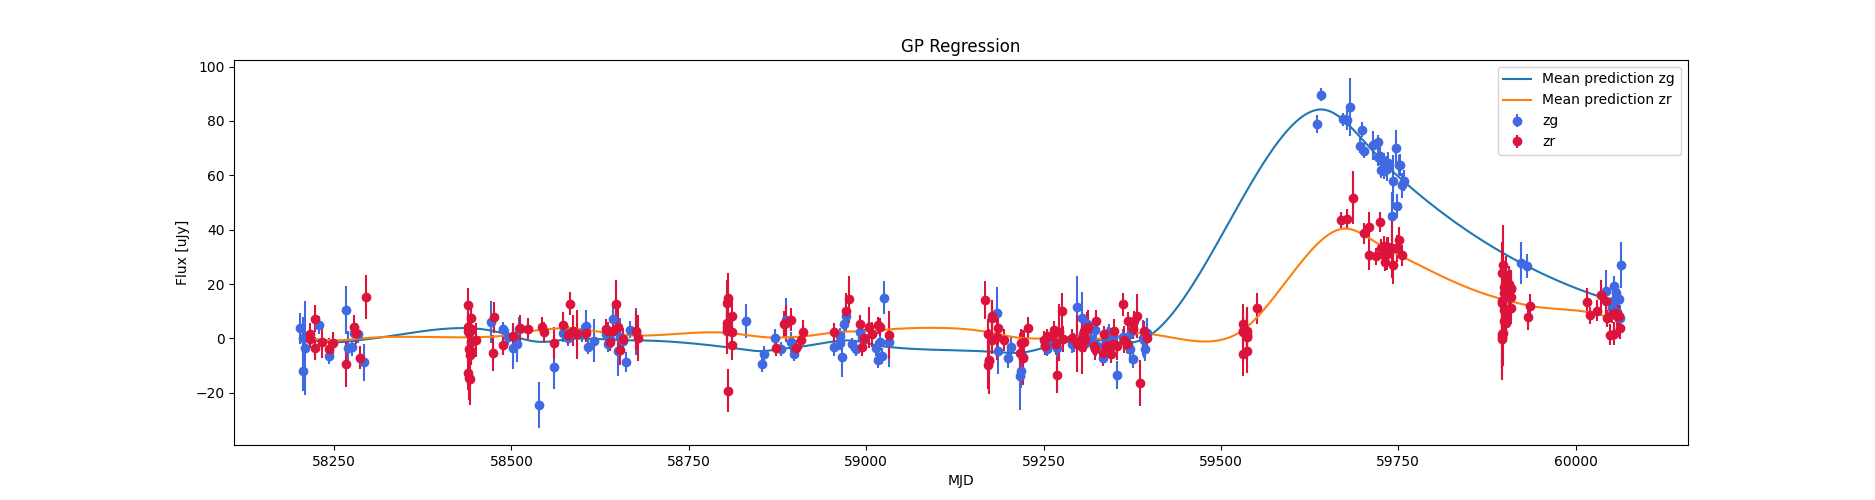 GP Regression
100
80
60
40
20
0
−20
Flux [uJy]
58250
58500
58750
59000
59250
59500
59750
60000
MJD
Mean prediction zg
Mean prediction zr
zg
zr